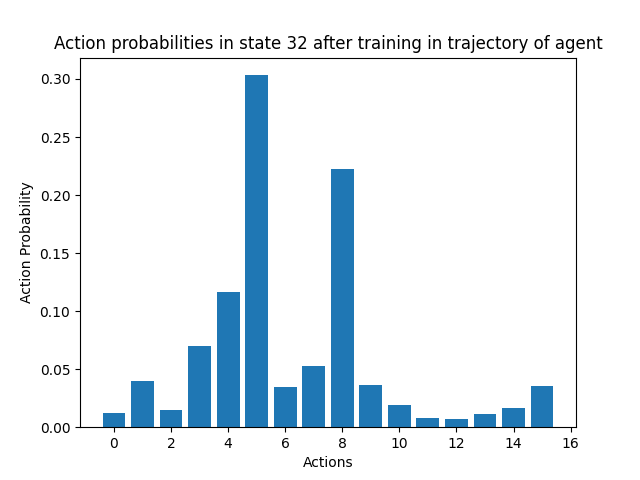 Action probabilities in state 32 after training in trajectory of agent
0.30
0.25
0.20
0.15
0.10
0.05
0.00
Action Probability
0 2 4 6 8 10 12 14 16
Actions